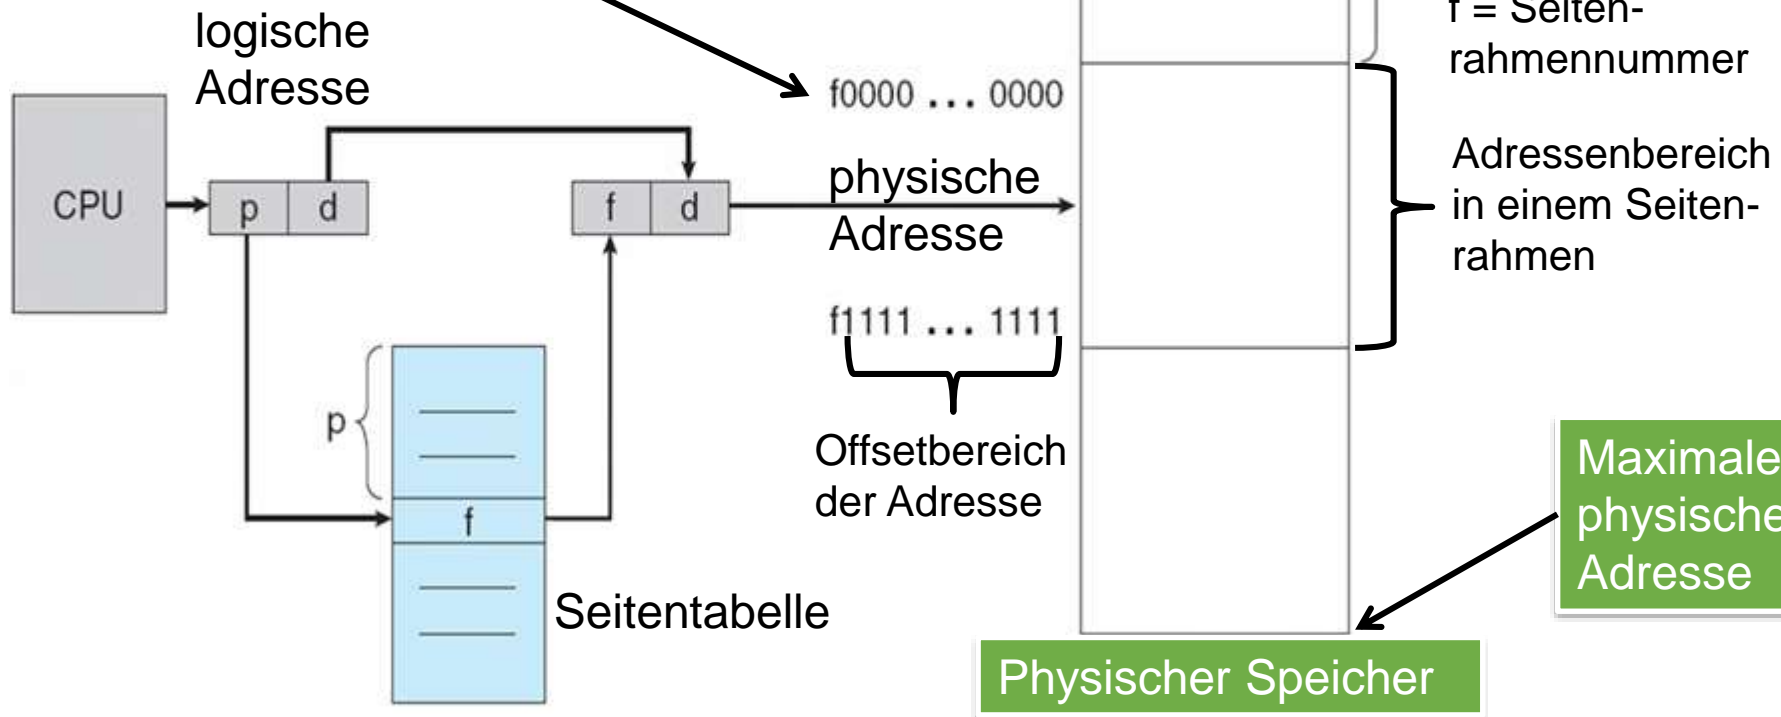 logische
Adresse
f = Seiten-
rahmennummer
f0000 ... 0000
CPU
p d
f d
physische
Adresse
Adressenbereich
in einem Seiten-
rahmen
f1111 ... 1111
p
f
Offsetbereich
der Adresse
Maximale
physische
Adresse
Seitentabelle
Physischer Speicher